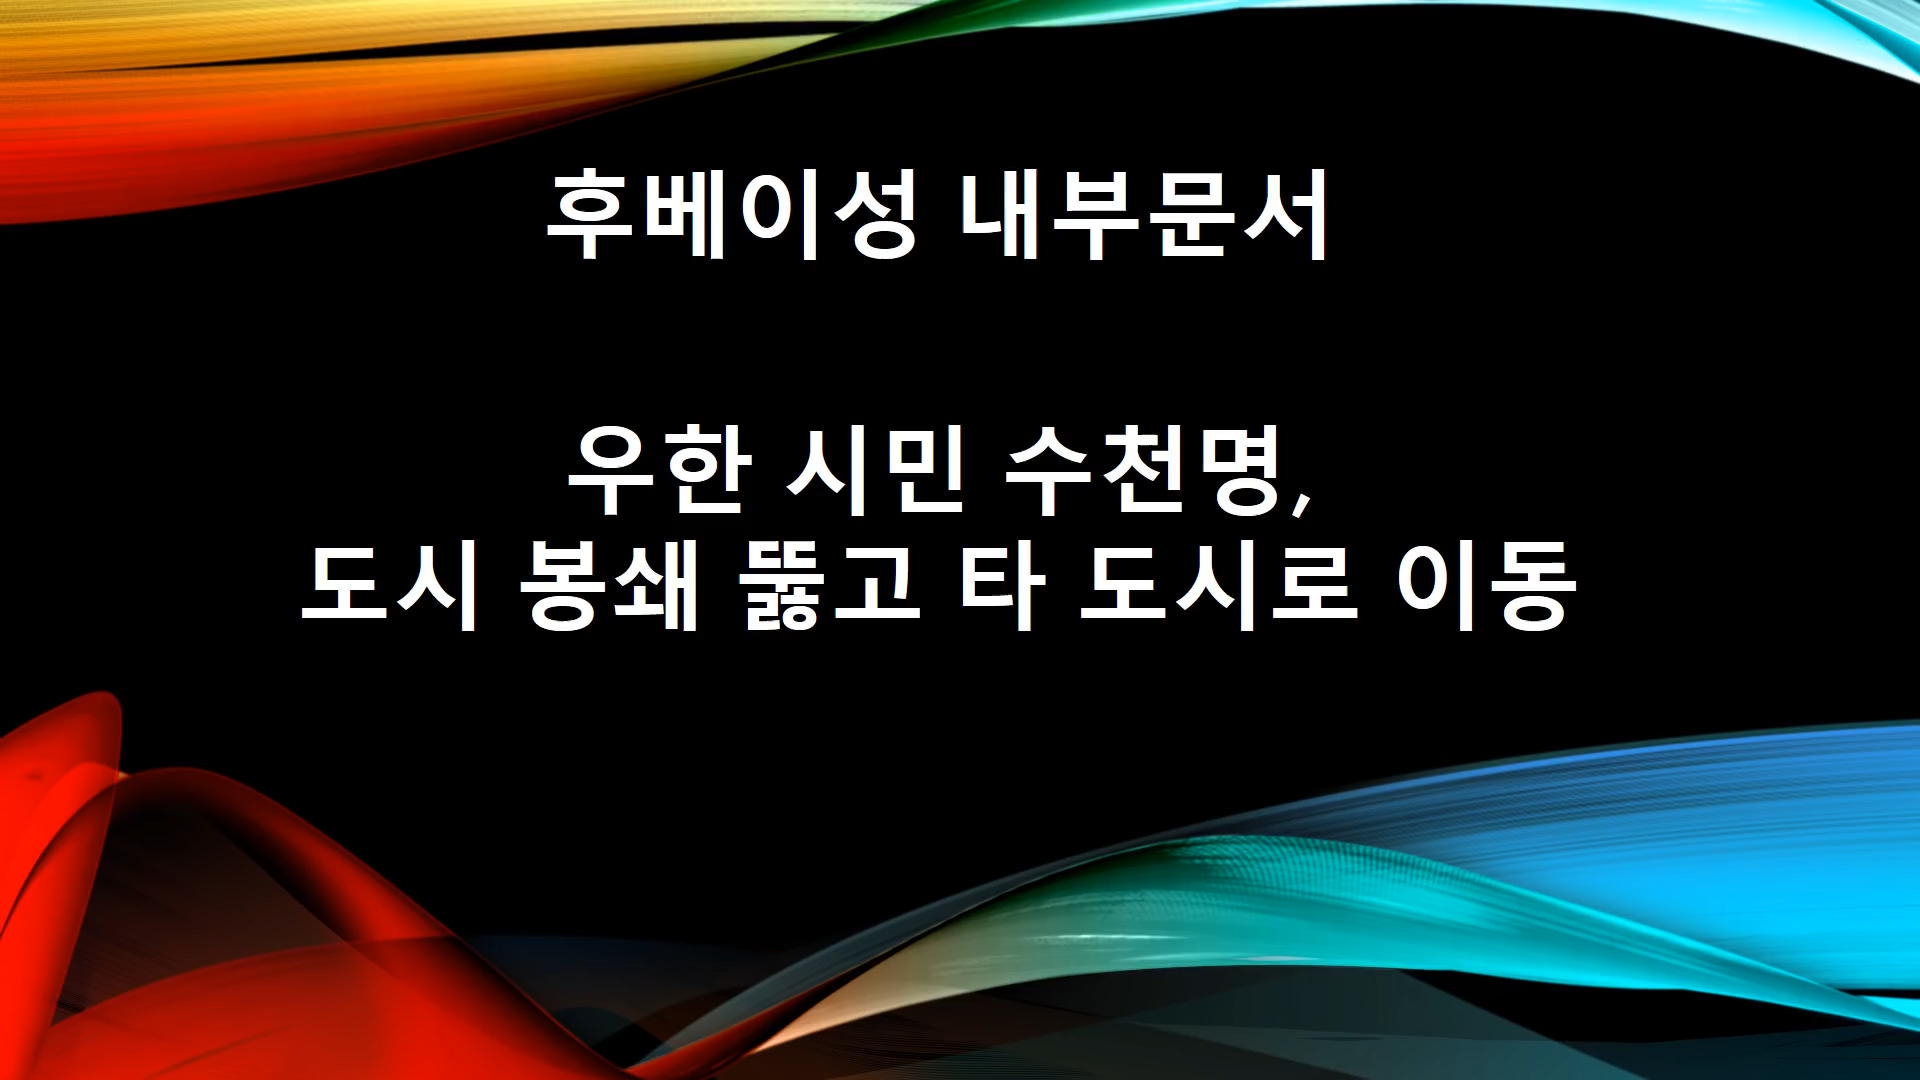 후베이성 내부문서
우한 시민 수천명,
도시 봉쇄 뚫고 타 도시로 이동